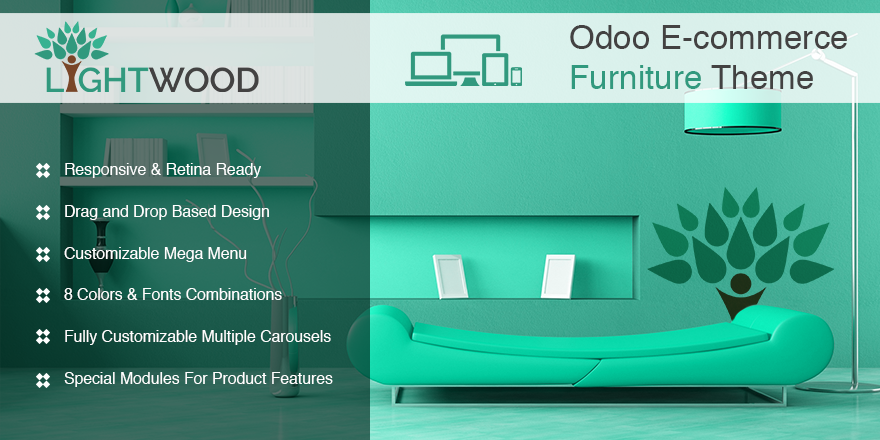 LIGHTWOOD
Odoo E-commerce
Furniture Theme
Responsive & Retina Ready
Drag and Drop Based Design
Customizable Mega Menu
8 Colors & Fonts Combinations
Fully Customizable Multiple Carousels
Special Modules For Product Features